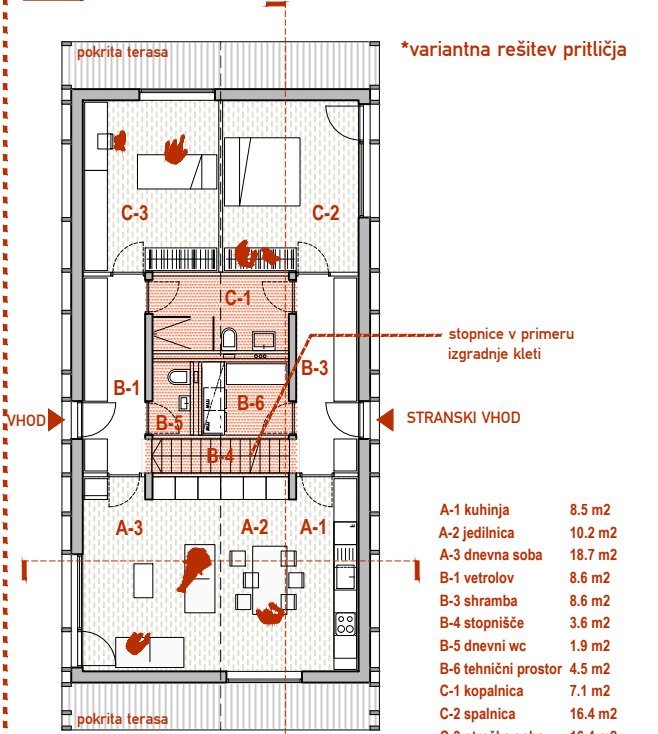 pokrita terasa
*variantna rešitev pritličja
C-3
C-2
C-1
stopnice v primeru
izgradnje kleti
B-3
B-1
B-6
B-5
VHOD
STRANSKI VHOD
B-4
A-3
A-2
A-1
A-1 kuhinja 8.5 m2
A-2 jedilnica 10.2 m2
A-3 dnevna soba 18.7 m2
B-1 vetrolov 8.6 m2
B-3 shramba 8.6 m2
B-4 stopnišče 3.6 m2
B-5 dnevni wc 1.9 m2
B-6 tehnični prostor 4.5 m2
C-1 kopalnica 7.1 m2
C-2 spalnica 16.4 m2
pokrita terasa